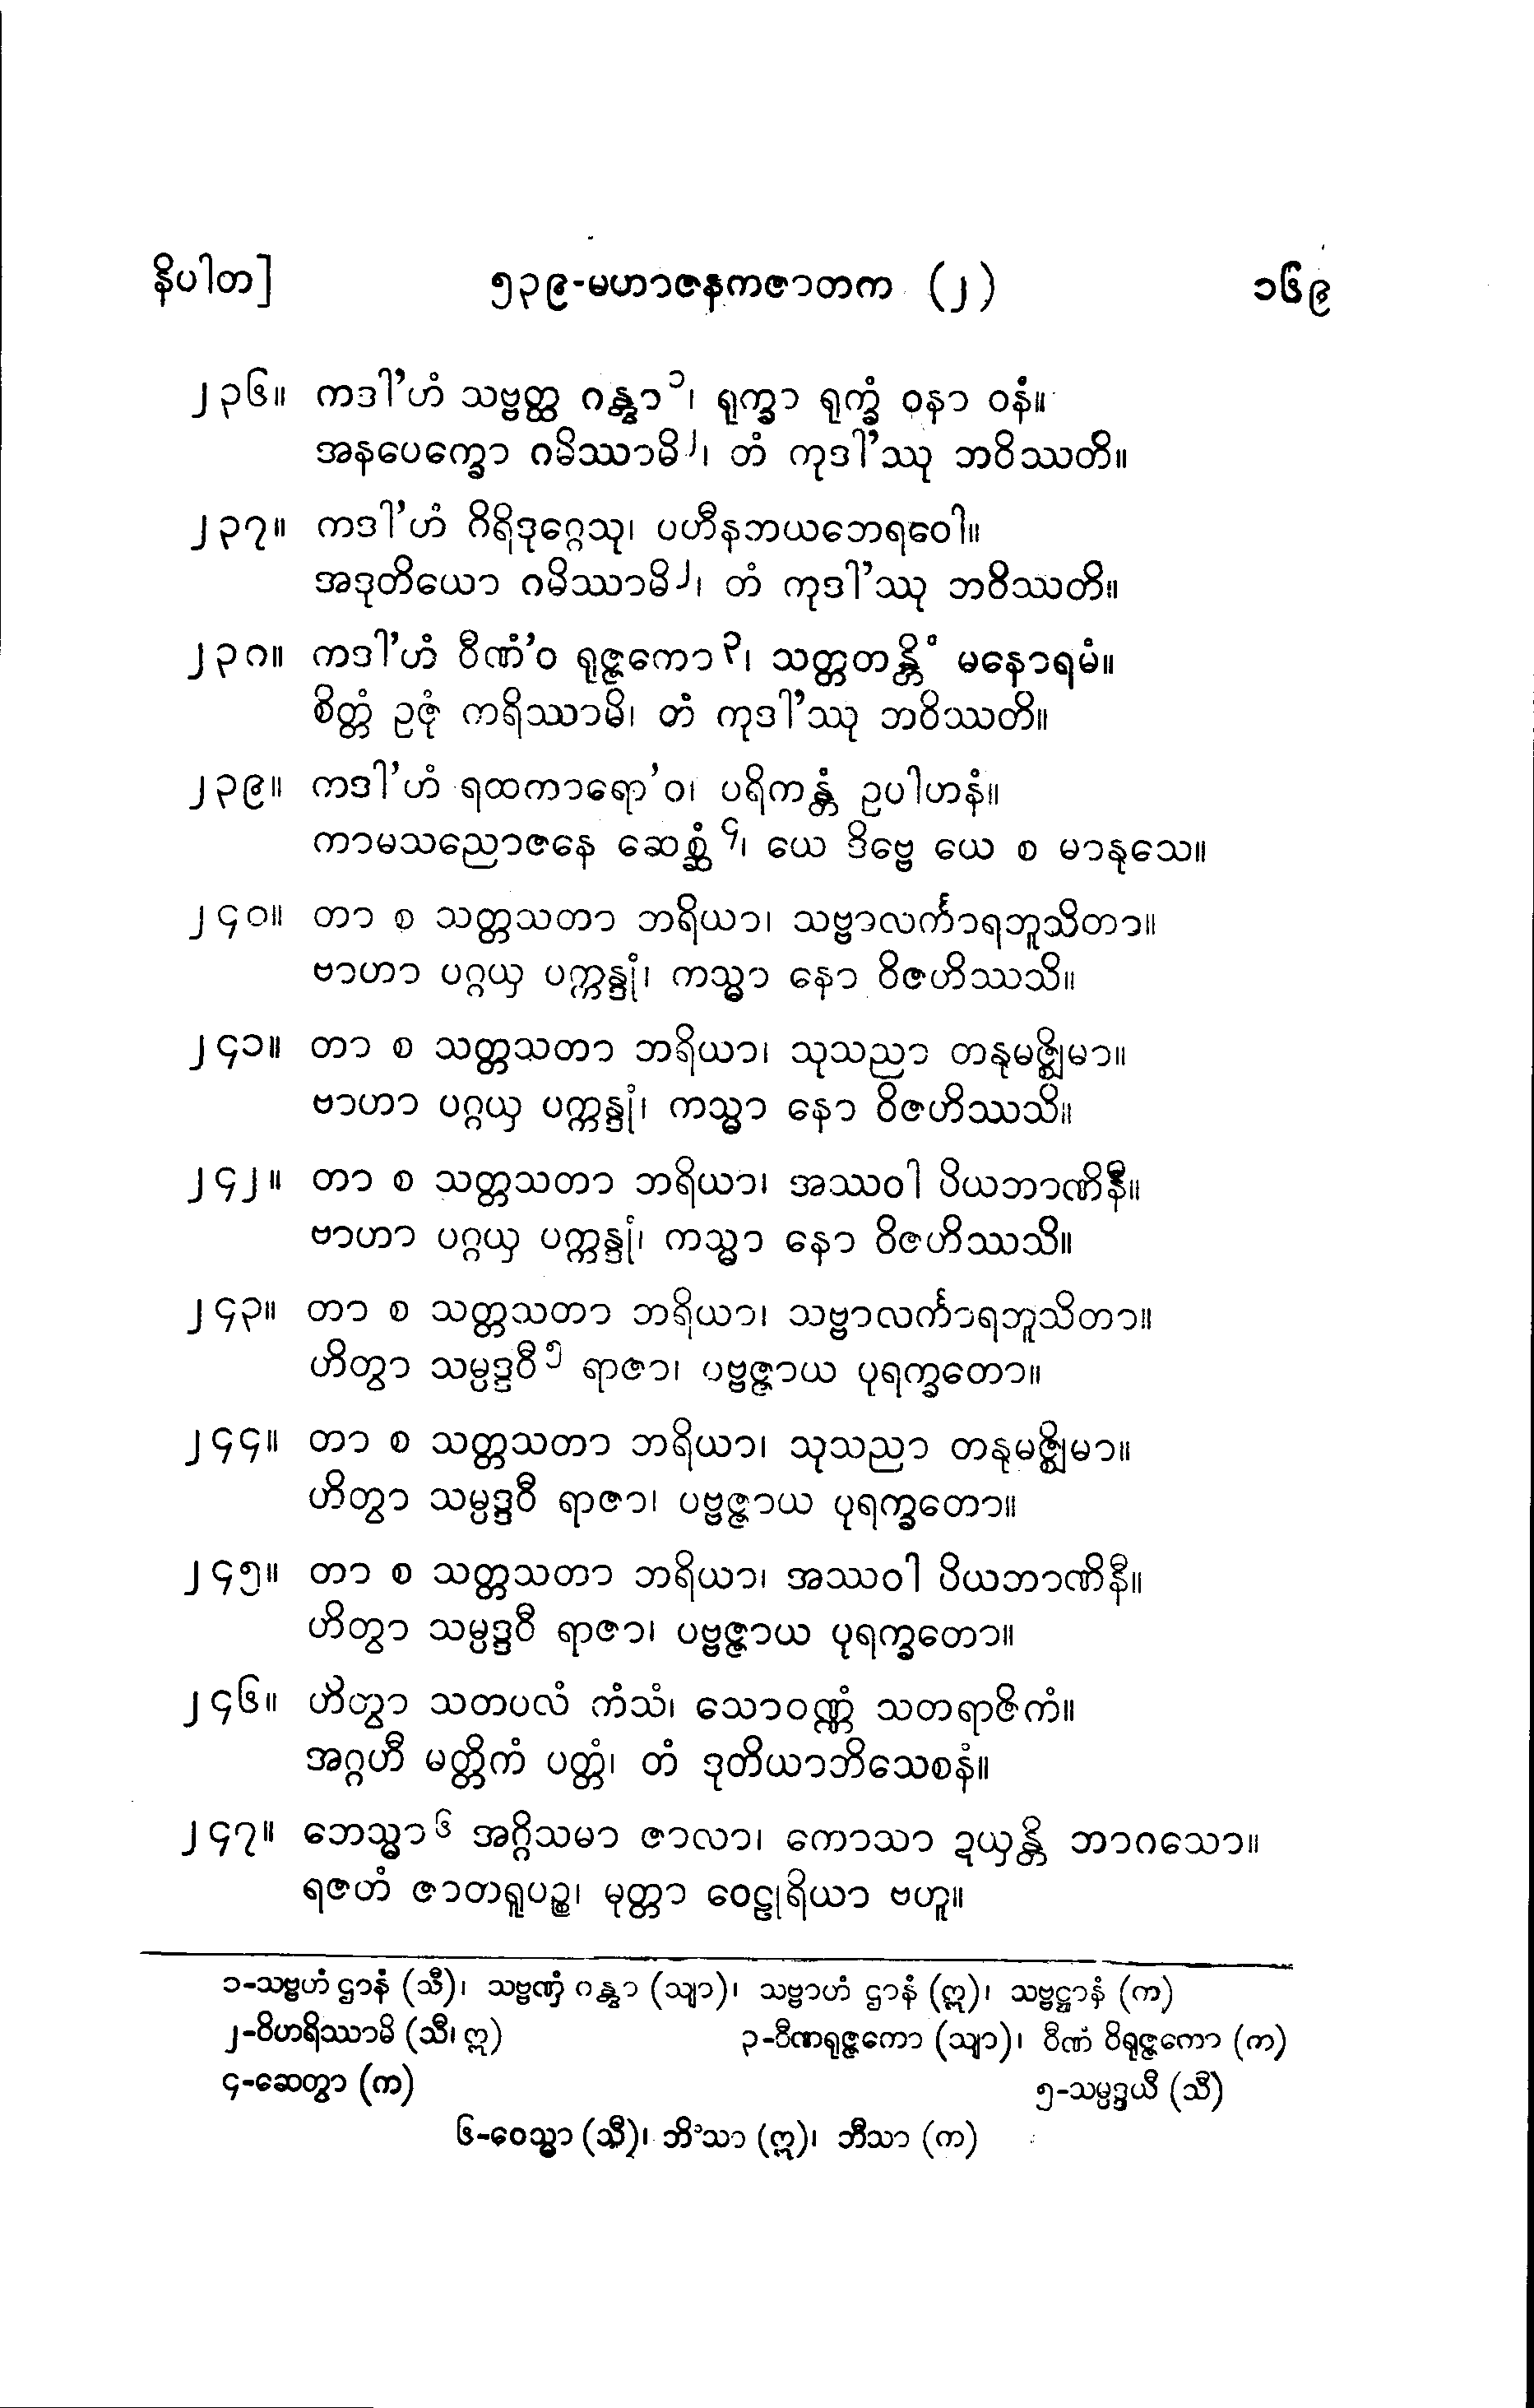 နိပါတ] ၅၃၉-မဟာဇနကဇာတက (၂) ၁၆၉
၂၃၆။ ကဒါ’ဟံ သဗ္ဗတ္ထ ဂန္တွာ၁၊ ရုက္ခာ ရုက္ခံ ဝနာ ဝနံ။
အနပေက္ခော ဂမိဿာမိ၂၊ တံ ကုဒါ’ဿု ဘဝိဿတိ။
၂၃၇။ ကဒါ’ဟံ ဂိရိဒုဂ္ဂေသု၊ ပဟီနဘယဘေရဝေါ။
အဒုတိယော ဂမိဿာမိ၂၊ တံ ကုဒါ’ဿု ဘဝိဿတိ။
၂၃၈။ ကဒါ’ဟံ ဝီဏံ’ဝ ရုဇ္ဇကော၃၊ သတ္တတန္တိံ မနောရမံ။
စိတ္တံ ဥဇုံ ကရိဿာမိ၊ တံ ကုဒါ’ဿု ဘဝိဿတိ။
၂၃၉။ ကဒါ’ဟံ ရထကာရော’ဝ၊ ပရိကန္တံ ဥပါဟနံ။
ကာမသညောဇနေ ဆေစ္ဆံ၄၊ ယေ ဒိဗ္ဗေ ယေ စ မာနုသေ။
၂၄၀။ တာ စ သတ္တသတာ ဘရိယာ၊ သဗ္ဗာလင်္ကာရဘူသိတာ။
ဗာဟာ ပဂ္ဂယှ ပက္ကန္ဒုံ၊ ကသ္မာ နော ဝိဇဟိဿသိ။
၂၄၁။ တာ စ သတ္တသတာ ဘရိယာ၊ သုသညာ တနုမဇ္ဈိမာ။
ဗာဟာ ပဂ္ဂယှ ပက္ကန္ဒုံ၊ ကသ္မာ နော ဝိဇဟိဿသိ။
၂၄၂။ တာ စ သတ္တသတာ ဘရိယာ၊ အဿဝါ ပိယဘာဏိနီ။
ဗာဟာ ပဂ္ဂယှ ပက္ကန္ဒုံ၊ ကသ္မာ နော ဝိဇဟိဿသိ။
၂၄၃။ တာ စ သတ္တသတာ ဘရိယာ၊ သဗ္ဗာလင်္ကာရဘူသိတာ။
ဟိတွာ သမ္ပဒ္ဒဝီ၅ ရာဇာ၊ ပဗ္ဗဇ္ဇာယ ပုရက္ခတော။
၂၄၄။ တာ စ သတ္တသတာ ဘရိယာ၊ သုသညာ တနုမဇ္ဈိမာ။
ဟိတွာ သမ္ပဒ္ဒဝီ ရာဇာ၊ ပဗ္ဗဇ္ဇာယ ပုရက္ခတော။
၂၄၅။ တာ စ သတ္တသတာ ဘရိယာ၊ အဿဝါ ပိယဘာဏိနီ။
ဟိတွာ သမ္ပဒ္ဒဝီ ရာဇာ၊ ပဗ္ဗဇ္ဇာယ ပုရက္ခတော။
၂၄၆။ ဟိတွာ သတပလံ ကံသံ၊ သောဝဏ္ဏံ သတရာဇိကံ။
အဂ္ဂဟီ မတ္တိကံ ပတ္တံ၊ တံ ဒုတိယာဘိသေစနံ။
၂၄၇။ ဘေသ္မာ၆ အဂ္ဂိသမာ ဇာလာ၊ ကောသာ ဍယှန္တိ ဘာဂသော။
ရဇတံ ဇာတရူပဉ္စ၊ မုတ္တာ ဝေဠုရိယာ ဗဟူ။
၁-သဗ္ဗဟံ ဌာနံ (သီ)၊ သဗ္ဗဏှံ ဂန္တွာ (သျာ)၊ သဗ္ဗာဟံ ဌာနံ (ဣ)၊ သဗ္ဗဋ္ဌာနံ (က)
၂-ဝိဟရိဿာမိ (သီ၊ ဣ) ၃-ဝီဏရုဇ္ဇကော (သျာ)၊ ဝီဏံ ဝိရုဇ္ဇကော (က)
၄-ဆေတွာ (က) ၅-သမ္ပဒ္ဒယီ (သီ)
၆-ဝေသ္မာ (သီ)၊ ဘိံသာ (ဣ)၊ ဘီသာ (က)